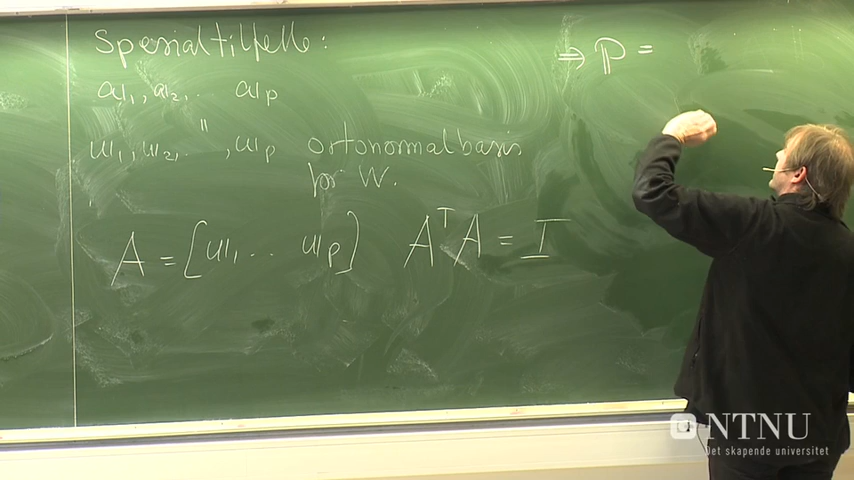 Spesialtilfelle:
a₁, a₂, .. aₚ
"
u₁, u₂, .. , uₚ ortonormalbasis
for W.
A = [u₁, .. uₚ] AᵀA = I
⇒ ℙ =
NTNU
Det skapende universitet